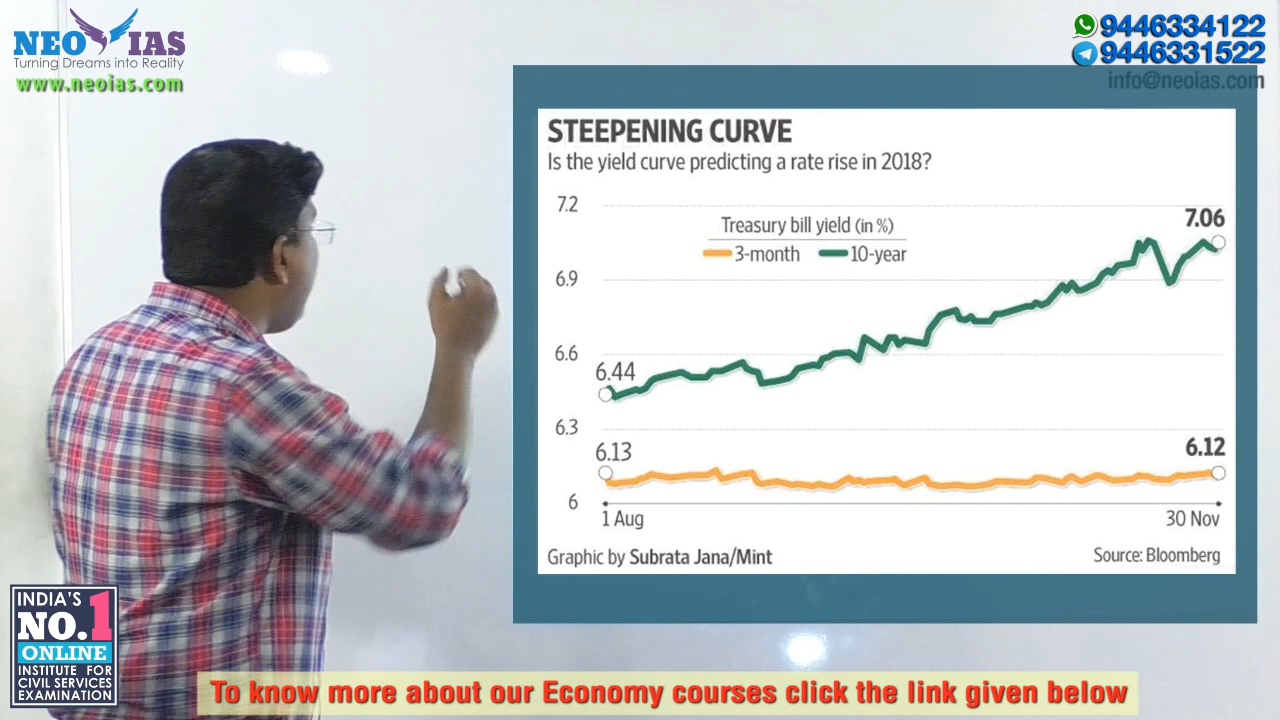 NEO IAS
Turning Dreams into Reality
www.neoias.com
9446334122
9446331522
info@neoias.com
STEEPENING CURVE
Is the yield curve predicting a rate rise in 2018?
7.2
7.06
Treasury bill yield (in %)
3-month 10-year
6.9
6.6
6.44
6.3
6.13
6.12
6
1 Aug
30 Nov
Graphic by Subrata Jana/Mint
Source: Bloomberg
INDIA'S
NO.1
ONLINE
INSTITUTE FOR
CIVIL SERVICES
EXAMINATION
To know more about our Economy courses click the link given below